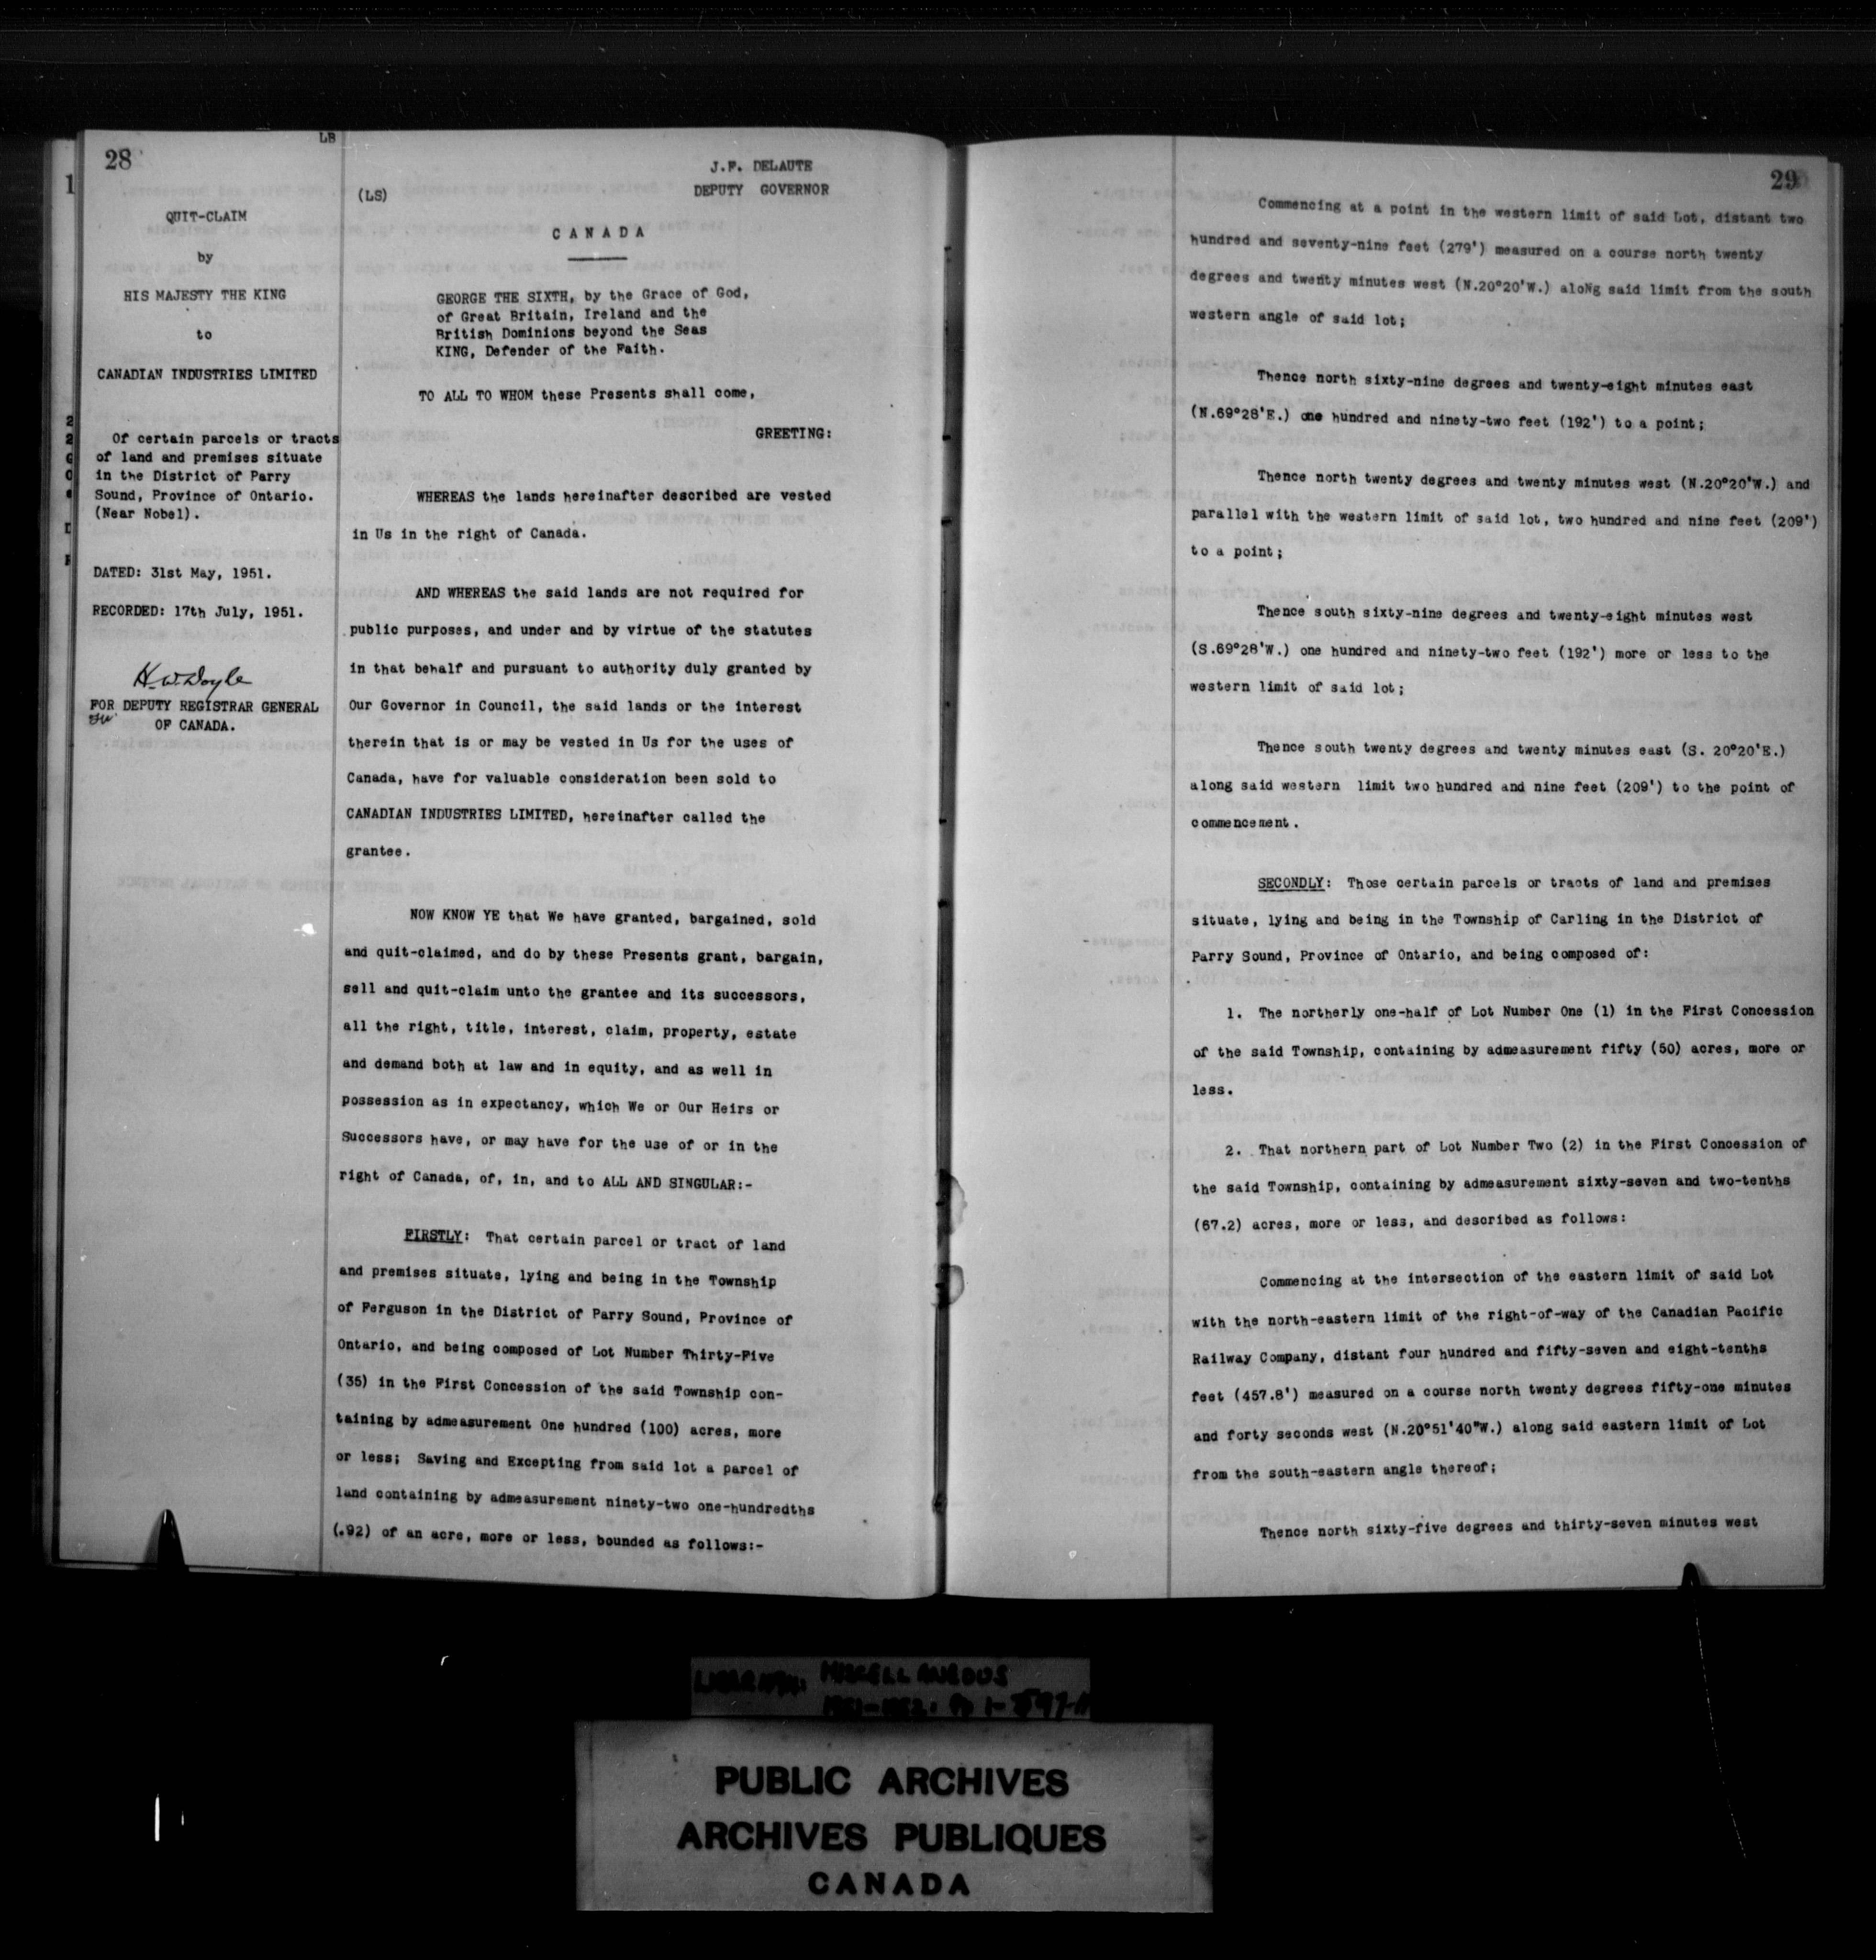 28
LB
QUIT-CLAIM
by
HIS MAJESTY THE KING
to
CANADIAN INDUSTRIES LIMITED
Of certain parcels or tracts
of land and premises situate
in the District of Parry
Sound, Province of Ontario.
(Near Nobel).
DATED: 31st May, 1951.
RECORDED: 17th July, 1951.
H. W. Doyle
FOR DEPUTY REGISTRAR GENERAL
OF CANADA.
J.F. DELAUTE
(LS) DEPUTY GOVERNOR
CANADA
GEORGE THE SIXTH, by the Grace of God,
of Great Britain, Ireland and the
British Dominions beyond the Seas
KING, Defender of the Faith.
TO ALL TO WHOM these Presents shall come,
GREETING:
WHEREAS the lands hereinafter described are vested
in Us in the right of Canada.
AND WHEREAS the said lands are not required for
public purposes, and under and by virtue of the statutes
in that behalf and pursuant to authority duly granted by
Our Governor in Council, the said lands or the interest
therein that is or may be vested in Us for the uses of
Canada, have for valuable consideration been sold to
CANADIAN INDUSTRIES LIMITED, hereinafter called the
grantee.
NOW KNOW YE that We have granted, bargained, sold
and quit-claimed, and do by these Presents grant, bargain,
sell and quit-claim unto the grantee and its successors,
all the right, title, interest, claim, property, estate
and demand both at law and in equity, and as well in
possession as in expectancy, which We or Our Heirs or
Successors have, or may have for the use of or in the
right of Canada, of, in, and to ALL AND SINGULAR:-
FIRSTLY: That certain parcel or tract of land
and premises situate, lying and being in the Township
of Ferguson in the District of Parry Sound, Province of
Ontario, and being composed of Lot Number Thirty-Five
(35) in the First Concession of the said Township con-
taining by admeasurement One hundred (100) acres, more
or less; Saving and Excepting from said lot a parcel of
land containing by admeasurement ninety-two one-hundredths
(.92) of an acre, more or less, bounded as follows:-
29
Commencing at a point in the western limit of said Lot, distant two
hundred and seventy-nine feet (279') measured on a course north twenty
degrees and twenty minutes west (N.20°20'W.) aloNg said limit from the south
western angle of said lot;
Thence north sixty-nine degrees and twenty-eight minutes east
(N.69°28'E.) one hundred and ninety-two feet (192') to a point;
Thence north twenty degrees and twenty minutes west (N.20°20'W.) and
parallel with the western limit of said lot, two hundred and nine feet (209')
to a point;
Thence south sixty-nine degrees and twenty-eight minutes west
(S.69°28'W.) one hundred and ninety-two feet (192') more or less to the
western limit of said lot;
Thence south twenty degrees and twenty minutes east (S. 20°20'E.)
along said western limit two hundred and nine feet (209') to the point of
commencement.
SECONDLY: Those certain parcels or tracts of land and premises
situate, lying and being in the Township of Carling in the District of
Parry Sound, Province of Ontario, and being composed of:
1. The northerly one-half of Lot Number One (1) in the First Concession
of the said Township, containing by admeasurement fifty (50) acres, more or
less.
2. That northern part of Lot Number Two (2) in the First Concession of
the said Township, containing by admeasurement sixty-seven and two-tenths
(67.2) acres, more or less, and described as follows:
Commencing at the intersection of the eastern limit of said Lot
with the north-eastern limit of the right-of-way of the Canadian Pacific
Railway Company, distant four hundred and fifty-seven and eight-tenths
feet (457.8') measured on a course north twenty degrees fifty-one minutes
and forty seconds west (N.20°51'40"W.) along said eastern limit of Lot
from the south-eastern angle thereof;
Thence north sixty-five degrees and thirty-seven minutes west
MISCELLANEOUS
1951-1952
PUBLIC ARCHIVES
ARCHIVES PUBLIQUES
CANADA